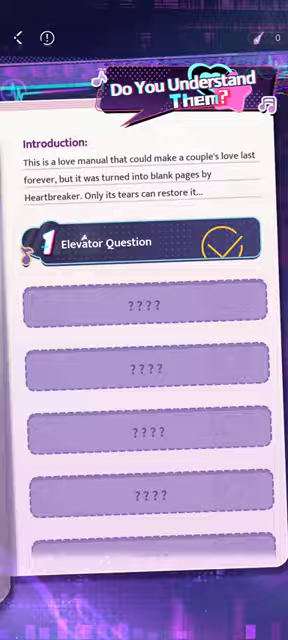 0
Do You Understand
Them?
Introduction:
This is a love manual that could make a couple's love last
forever, but it was turned into blank pages by
Heartbreaker. Only its tears can restore it...
1 Elevator Question
????
????
????
????